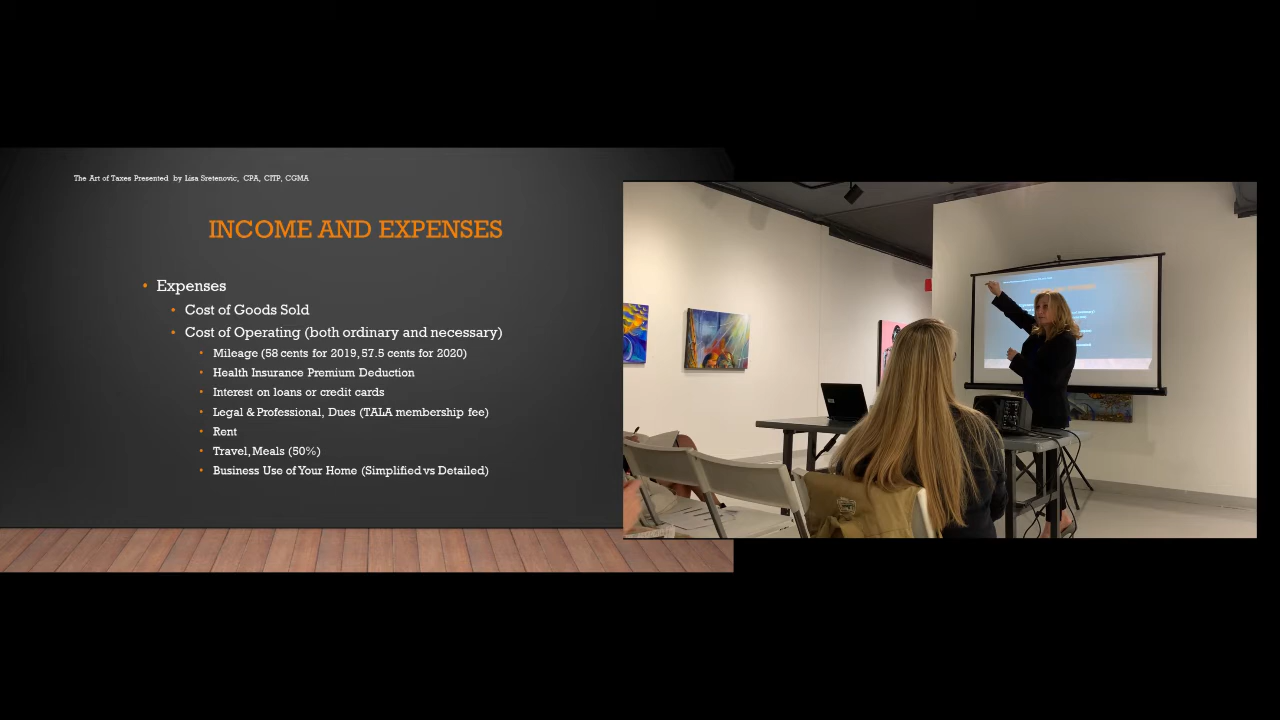 The Art of Taxes Presented by Lisa Sretenovic, CPA, CITP, CGMA
INCOME AND EXPENSES
Expenses
Cost of Goods Sold
Cost of Operating (both ordinary and necessary)
Mileage (58 cents for 2019, 57.5 cents for 2020)
Health Insurance Premium Deduction
Interest on loans or credit cards
Legal & Professional, Dues (TALA membership fee)
Rent
Travel, Meals (50%)
Business Use of Your Home (Simplified vs Detailed)